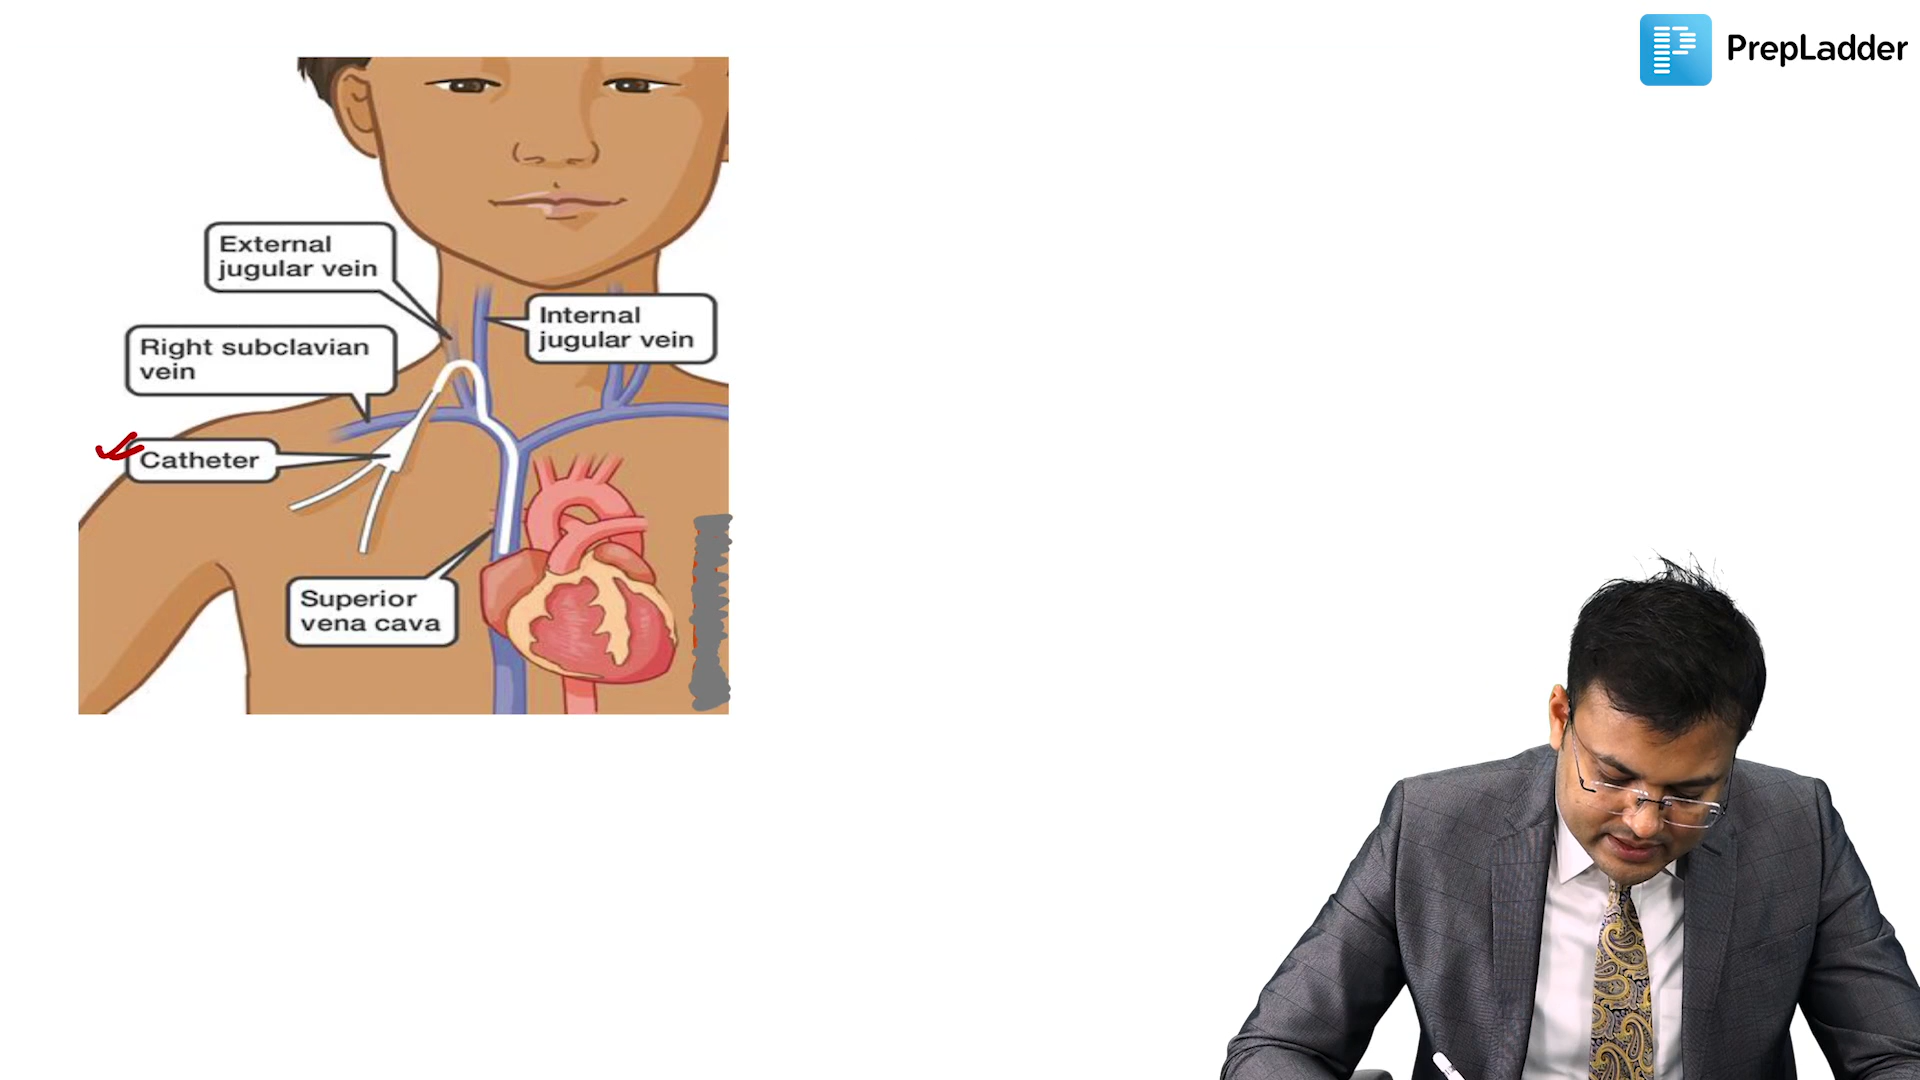 PrepLadder
External
jugular vein
Internal
jugular vein
Right subclavian
vein
Catheter
Superior
vena cava